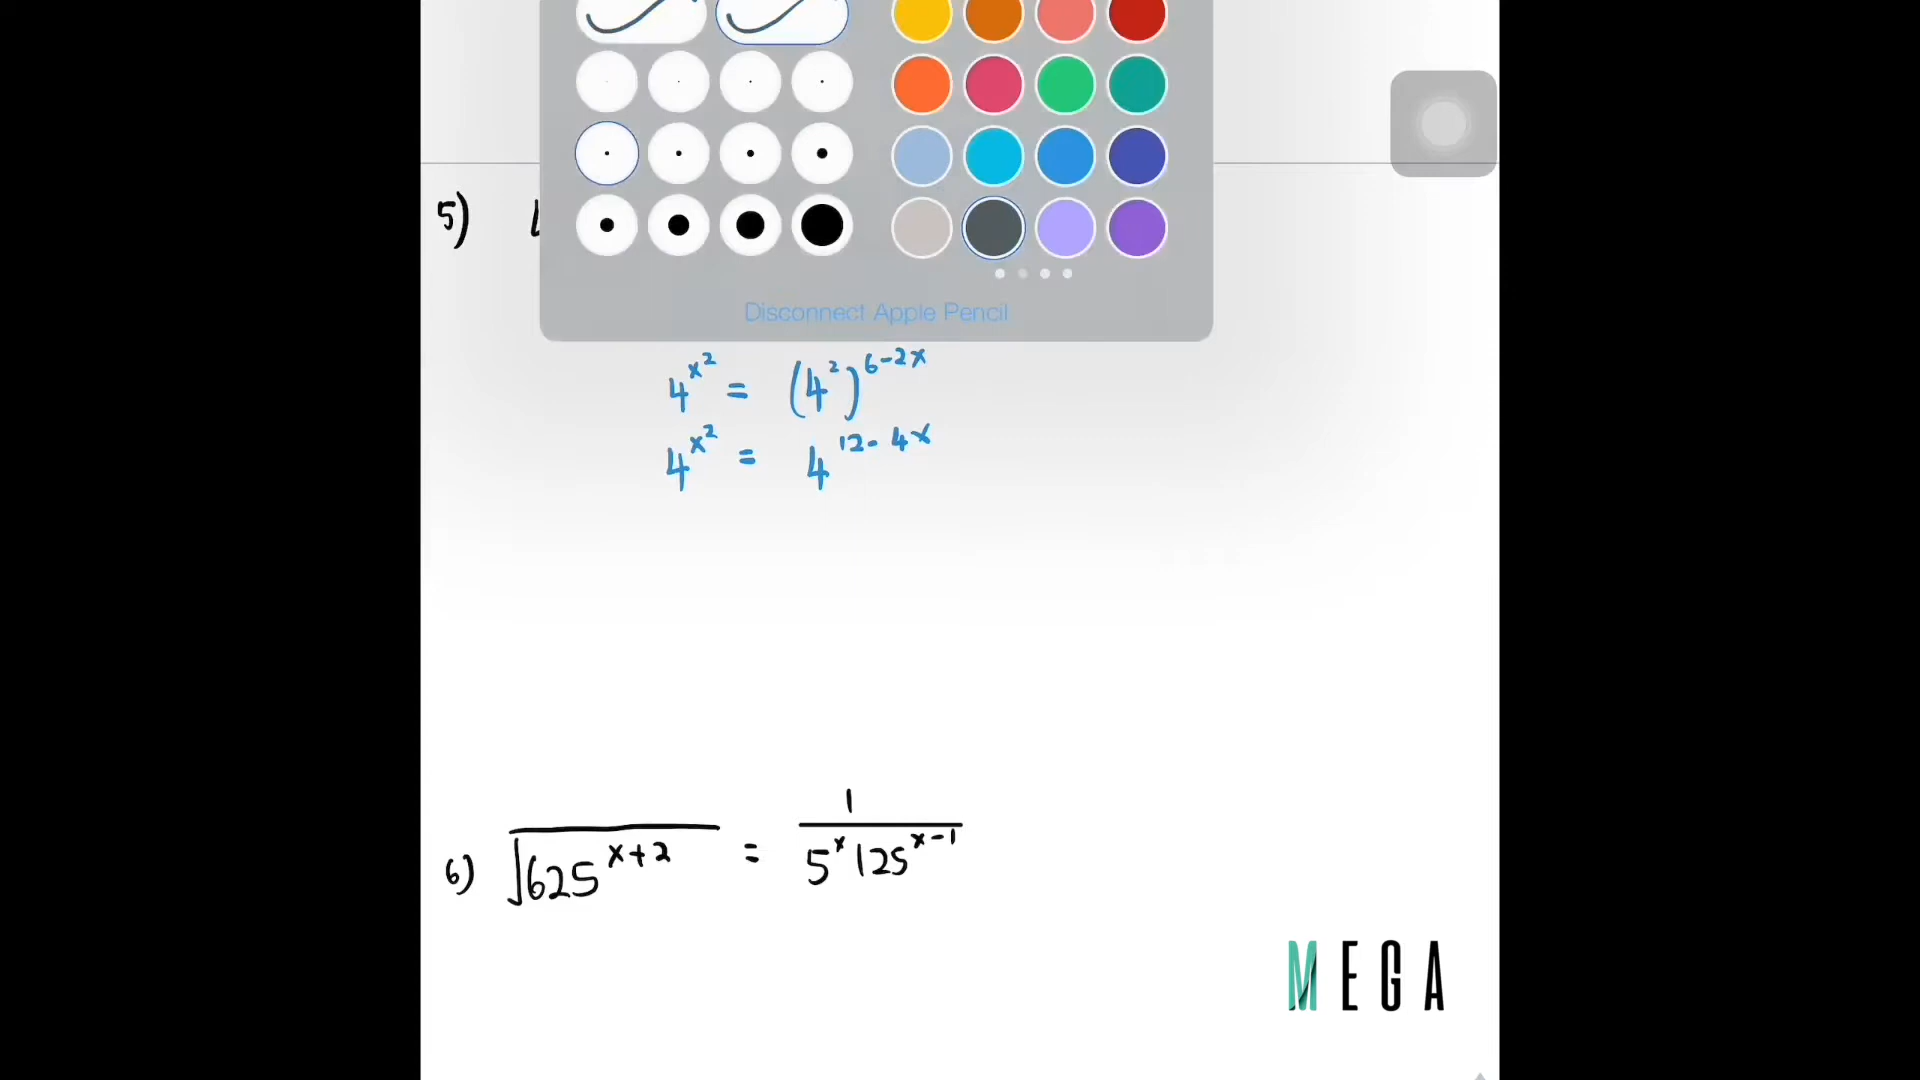 5)
Disconnect Apple Pencil
4^{x^2} = (4^2)^{6-2x}
4^{x^2} = 4^{12-4x}
6) √625^{x+2} = 1/(5^x 125^{x-1})
MEGA